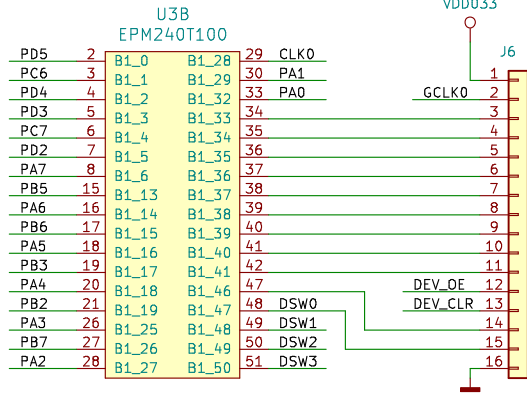 VDD033
U3B
EPM240T100
J6
PD5 2 B1_0 B1_28 29 CLK0
PC6 3 B1_1 B1_29 30 PA1 1
PD4 4 B1_2 B1_32 33 PA0 GCLK0 2
PD3 5 B1_3 B1_33 34 3
PC7 6 B1_4 B1_34 35 4
PD2 7 B1_5 B1_35 36 5
PA7 8 B1_6 B1_36 37 6
PB5 15 B1_13 B1_37 38 7
PA6 16 B1_14 B1_38 39 8
PB6 17 B1_15 B1_39 40 9
PA5 18 B1_16 B1_40 41 10
PB3 19 B1_17 B1_41 42 11
PA4 20 B1_18 B1_46 47 DEV_OE 12
PB2 21 B1_19 B1_47 48 DSW0 DEV_CLR 13
PA3 26 B1_25 B1_48 49 DSW1 14
PB7 27 B1_26 B1_49 50 DSW2 15
PA2 28 B1_27 B1_50 51 DSW3 16